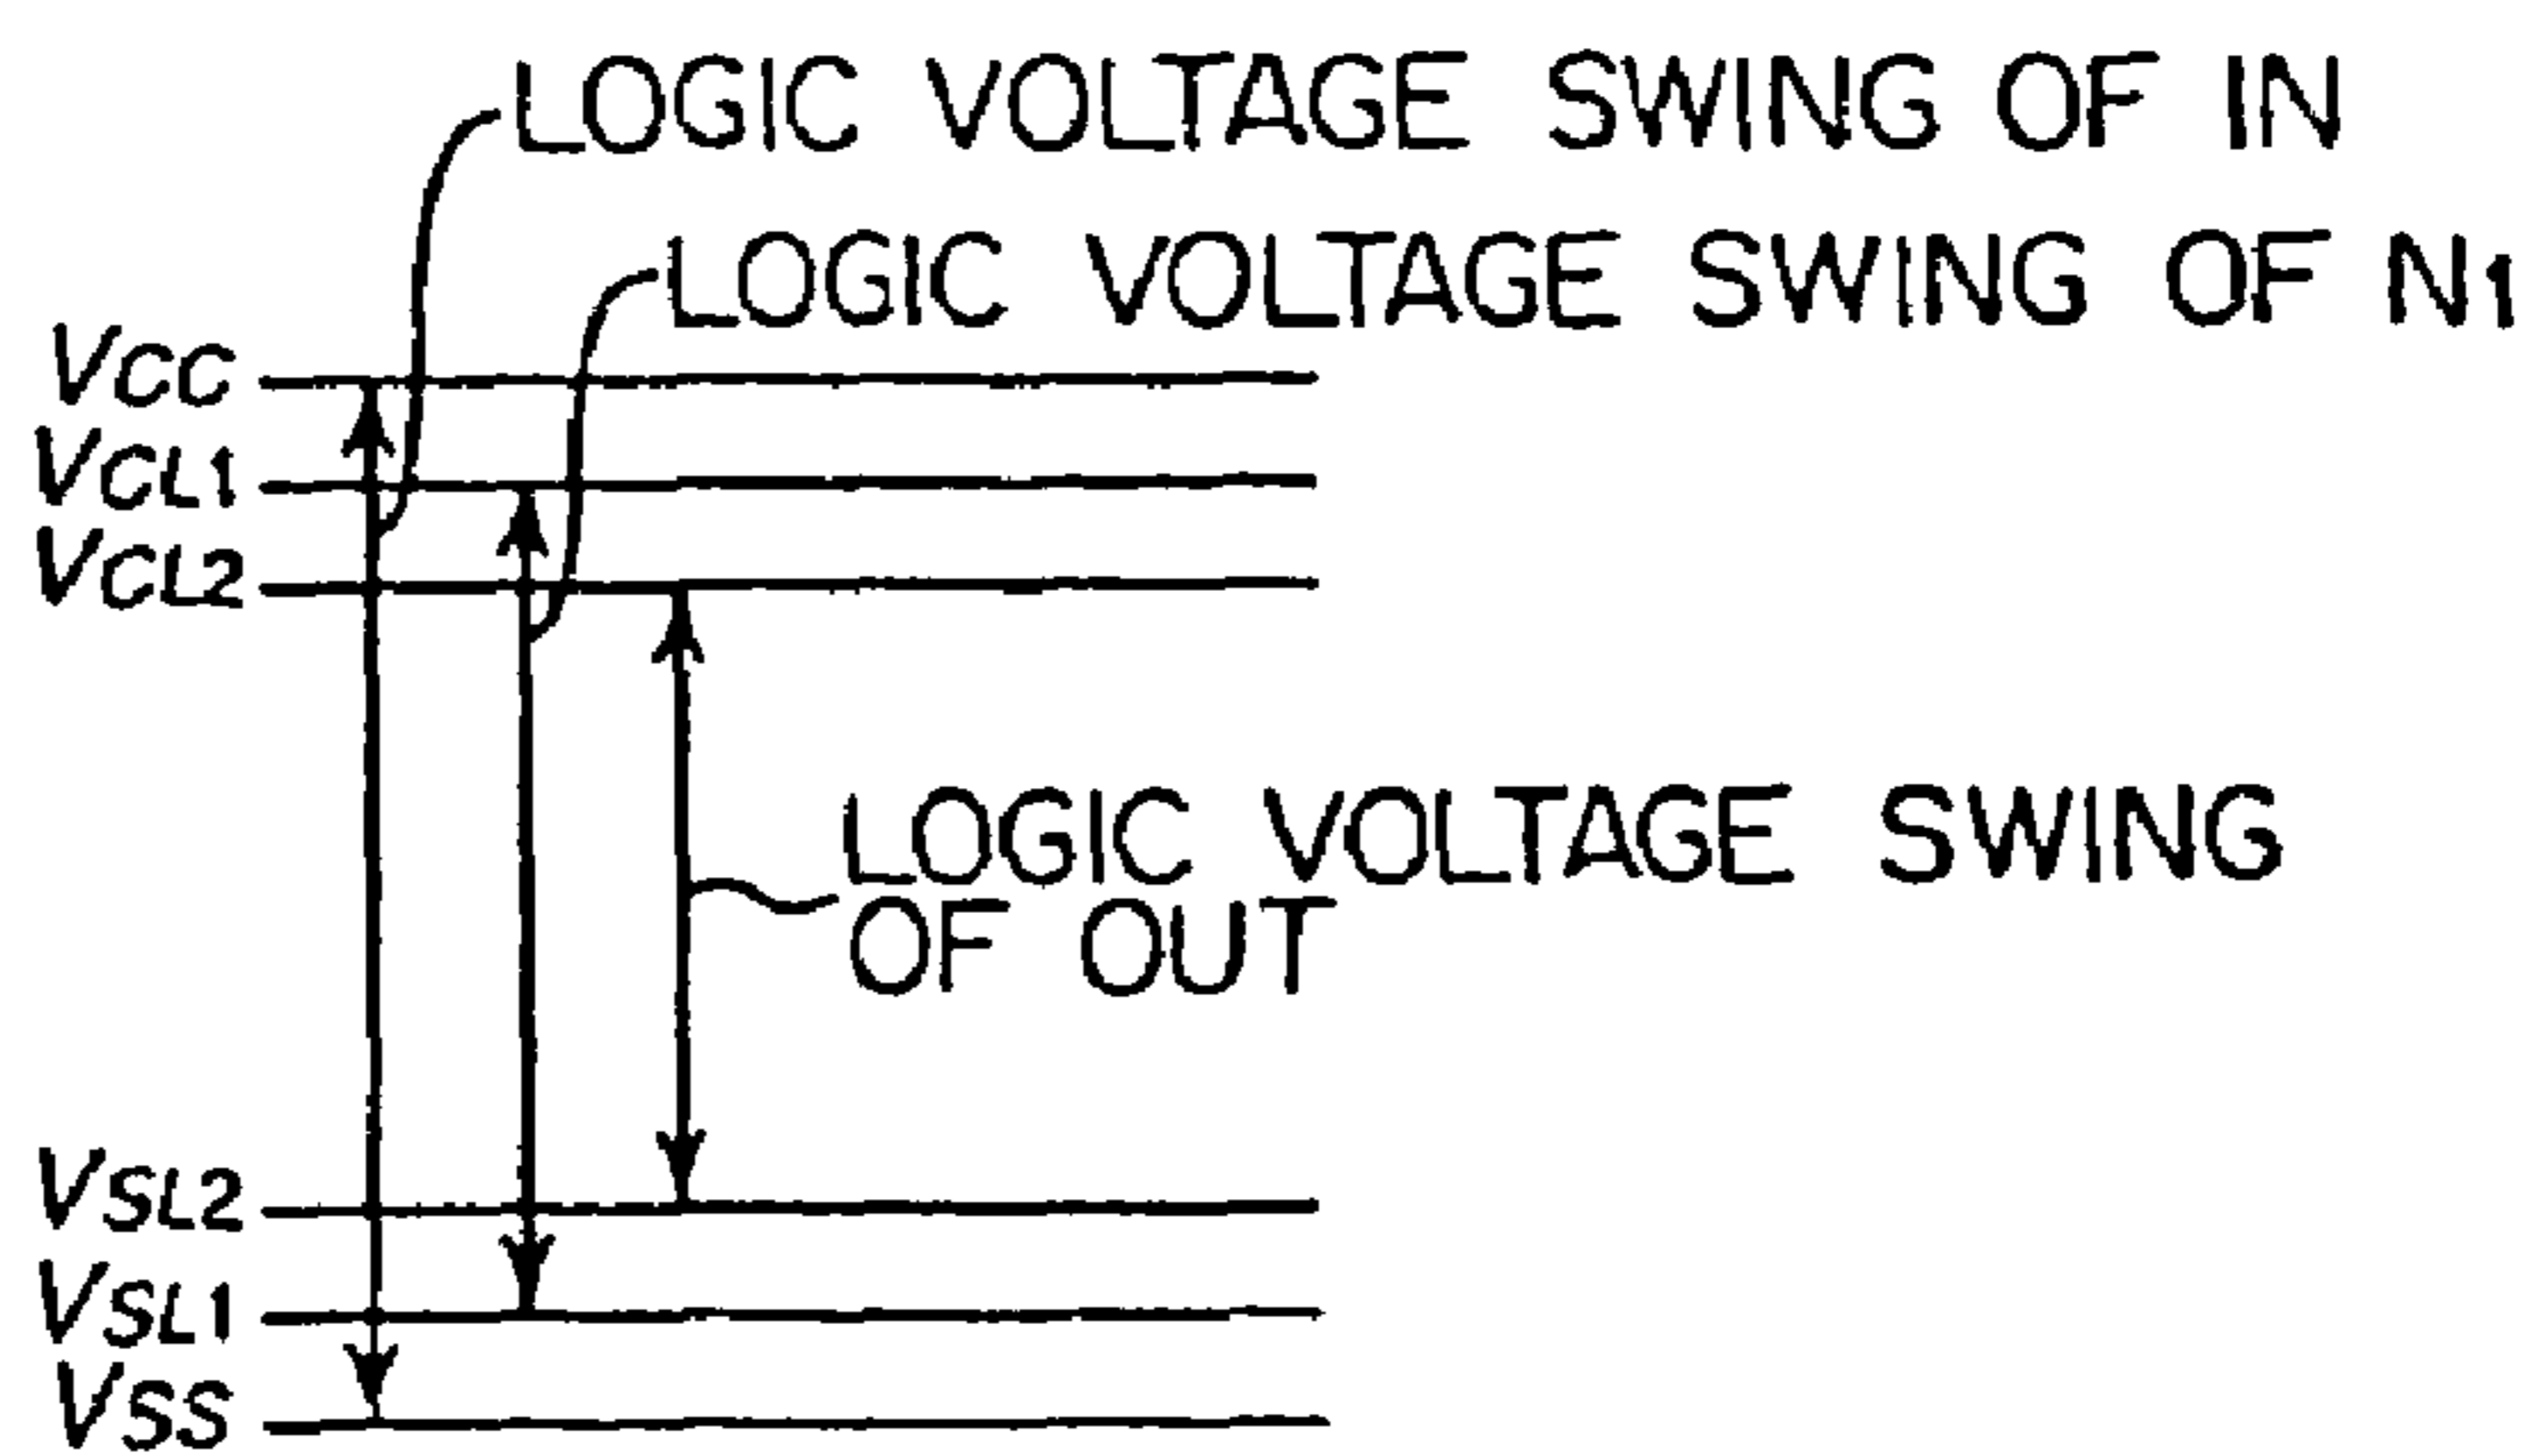 LOGIC VOLTAGE SWING OF IN
LOGIC VOLTAGE SWING OF N1
VCC
VCL1
VCL2
LOGIC VOLTAGE SWING
OF OUT
VSL2
VSL1
VSS